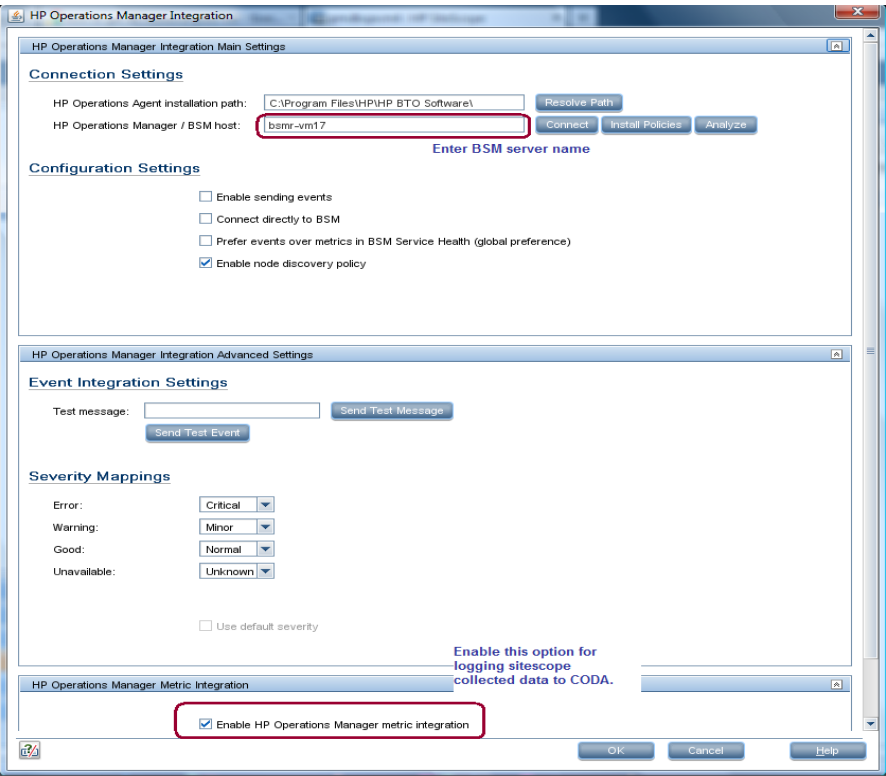 HP Operations Manager Integration
HP Operations Manager Integration Main Settings
Connection Settings
HP Operations Agent installation path: C:\Program Files\HP\HP BTO Software\ Resolve Path
HP Operations Manager / BSM host: bsmr-vm17 Connect Install Policies Analyze
Enter BSM server name
Configuration Settings
Enable sending events
Connect directly to BSM
Prefer events over metrics in BSM Service Health (global preference)
Enable node discovery policy
HP Operations Manager Integration Advanced Settings
Event Integration Settings
Test message: Send Test Message
Send Test Event
Severity Mappings
Error: Critical
Warning: Minor
Good: Normal
Unavailable: Unknown
Use default severity
Enable this option for
logging sitescope
collected data to CODA.
HP Operations Manager Metric Integration
Enable HP Operations Manager metric integration
OK Cancel Help